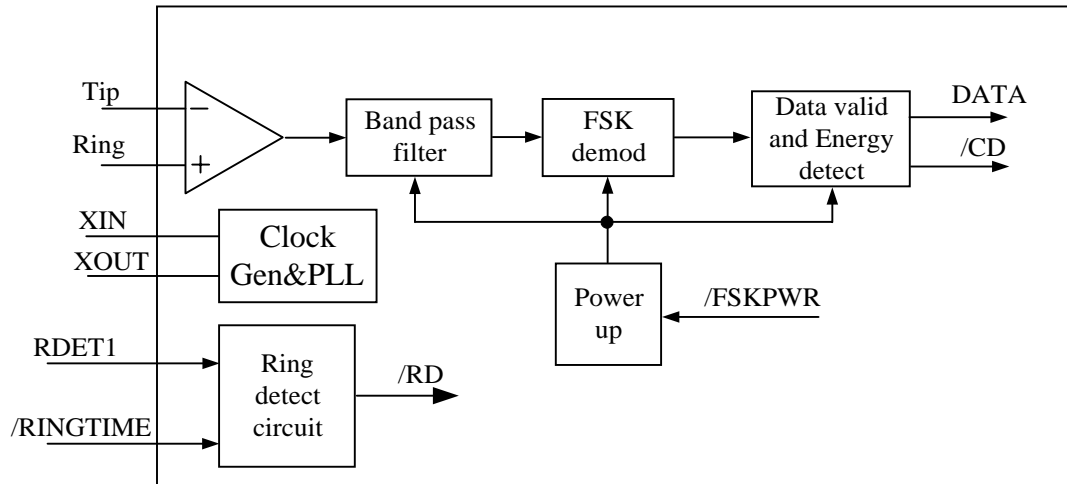 Tip
Ring
−
+
Band pass
filter
FSK
demod
Data valid
and Energy
detect
DATA
/CD
XIN
XOUT
Clock
Gen&PLL
Power
up
/FSKPWR
RDET1
/RINGTIME
Ring
detect
circuit
/RD